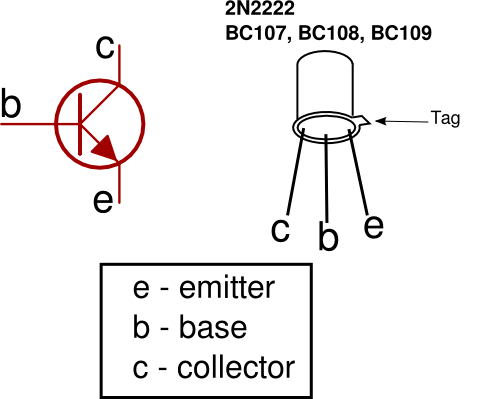 2N2222
BC107, BC108, BC109
c
b
e
Tag
c
b
e
e - emitter
b - base
c - collector